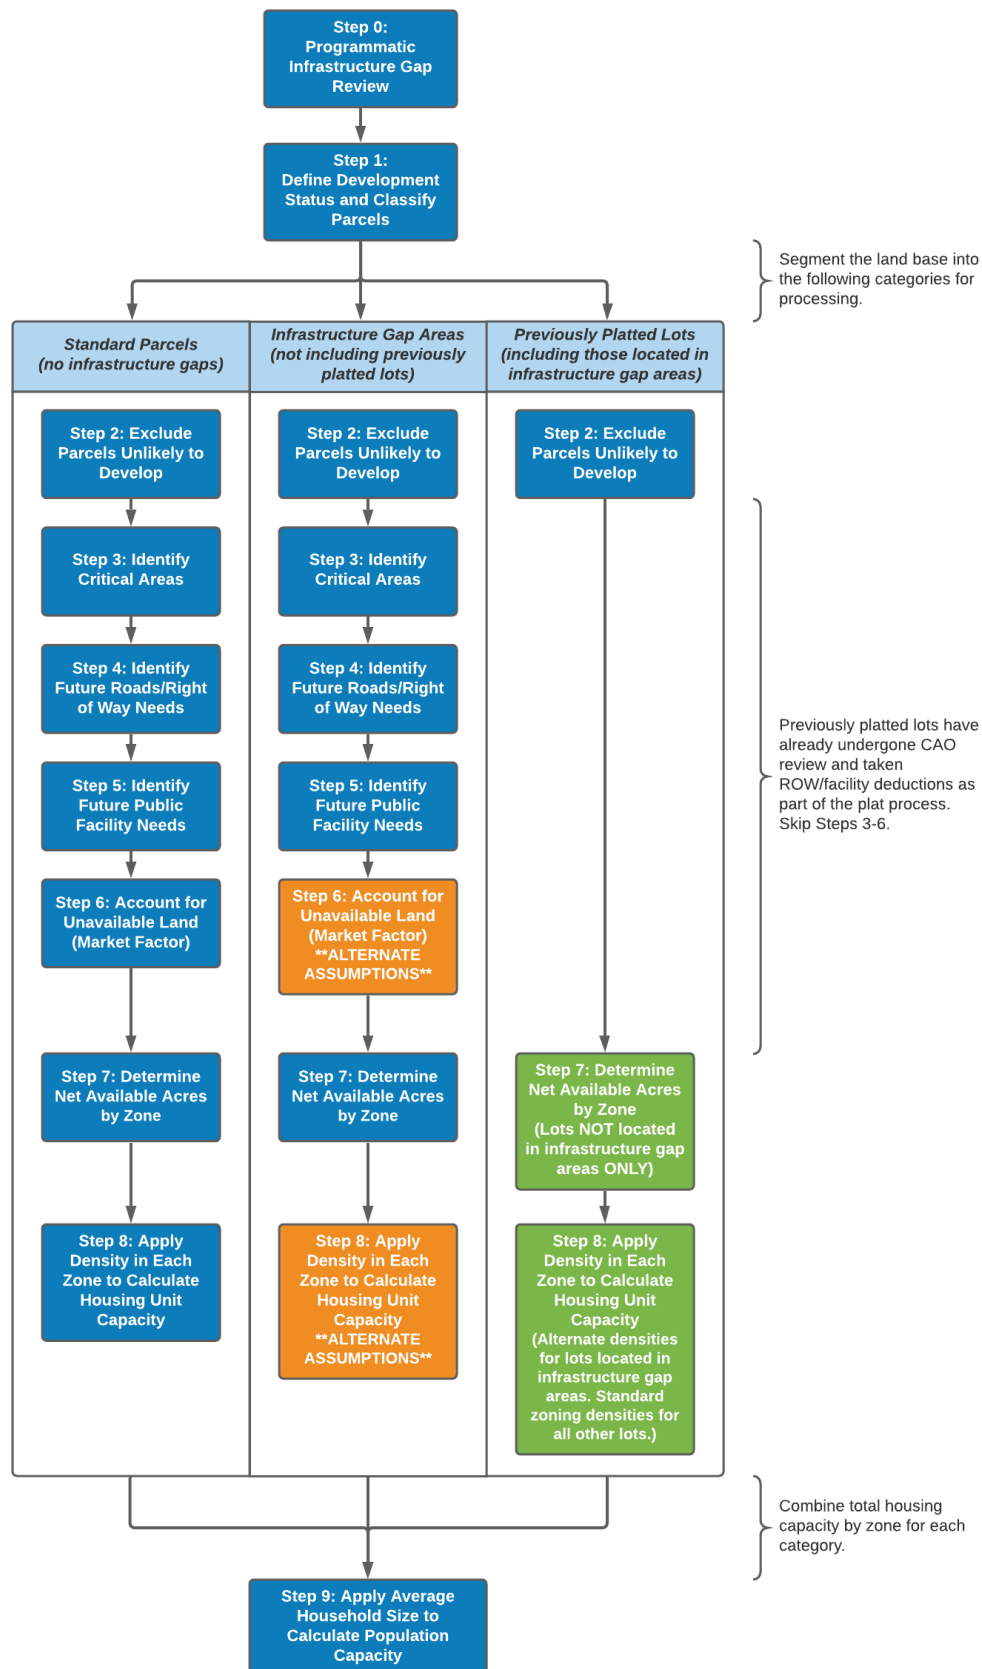 Step 0:
Programmatic
Infrastructure Gap
Review
Step 1:
Define Development
Status and Classify
Parcels
Segment the land base into
the following categories for
processing.
Standard Parcels
(no infrastructure gaps)
Infrastructure Gap Areas
(not including previously
platted lots)
Previously Platted Lots
(including those located in
infrastructure gap areas)
Step 2: Exclude
Parcels Unlikely to
Develop
Step 3: Identify
Critical Areas
Step 4: Identify
Future Roads/Right
of Way Needs
Step 5: Identify
Future Public
Facility Needs
Step 6: Account for
Unavailable Land
(Market Factor)
Step 7: Determine
Net Available Acres
by Zone
Step 8: Apply
Density in Each
Zone to Calculate
Housing Unit
Capacity
Step 2: Exclude
Parcels Unlikely to
Develop
Step 3: Identify
Critical Areas
Step 4: Identify
Future Roads/Right
of Way Needs
Step 5: Identify
Future Public
Facility Needs
Step 6: Account for
Unavailable Land
(Market Factor)
**ALTERNATE
ASSUMPTIONS**
Step 7: Determine
Net Available Acres
by Zone
Step 8: Apply
Density in Each
Zone to Calculate
Housing Unit
Capacity
**ALTERNATE
ASSUMPTIONS**
Step 2: Exclude
Parcels Unlikely to
Develop
Step 7: Determine
Net Available Acres
by Zone
(Lots NOT located
in infrastructure gap
areas ONLY)
Step 8: Apply
Density in Each
Zone to Calculate
Housing Unit
Capacity
(Alternate densities
for lots located in
infrastructure gap
areas. Standard
zoning densities for
all other lots.)
Previously platted lots have
already undergone CAO
review and taken
ROW/facility deductions as
part of the plat process.
Skip Steps 3-6.
Combine total housing
capacity by zone for each
category.
Step 9: Apply Average
Household Size to
Calculate Population
Capacity